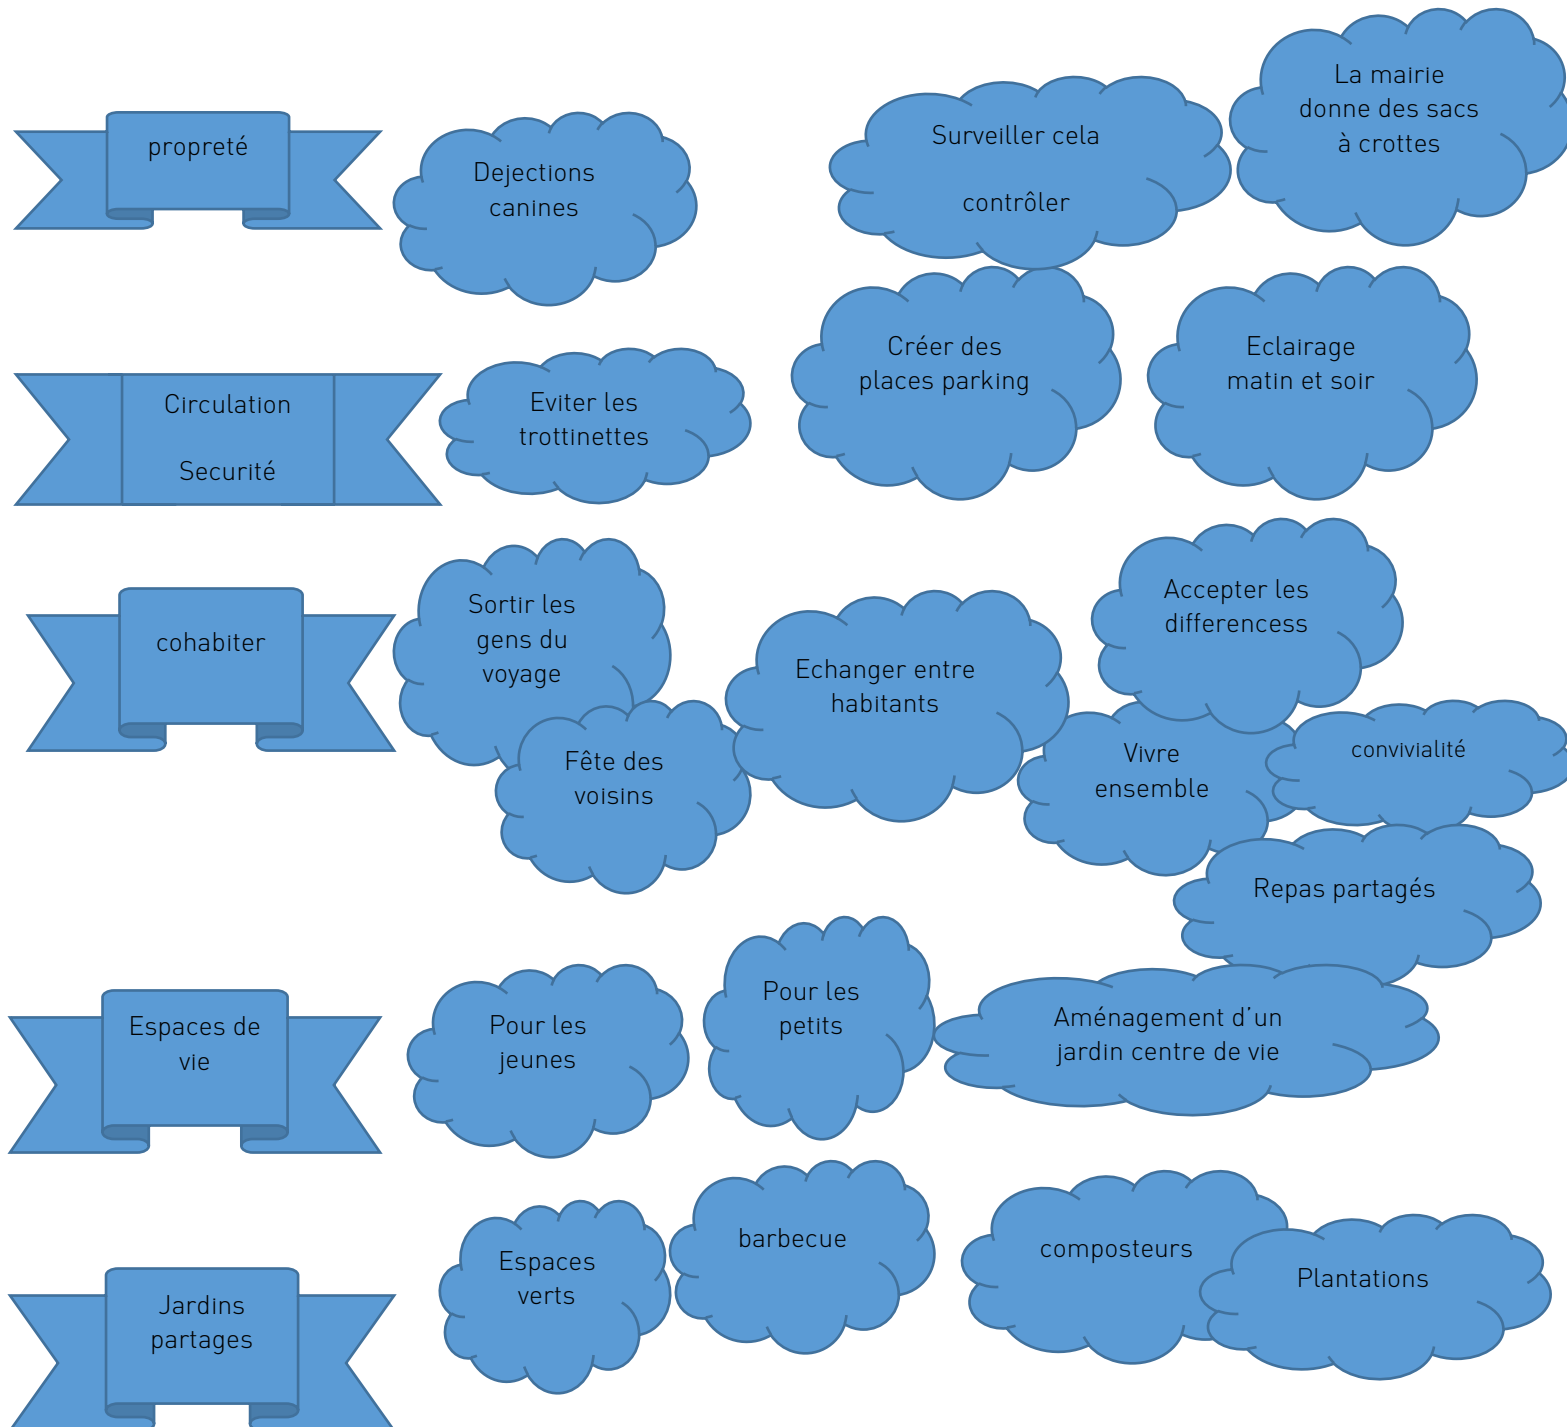 propreté
Dejections
canines
Surveiller cela
contrôler
La mairie
donne des sacs
à crottes
Circulation
Securité
Eviter les
trottinettes
Créer des
places parking
Eclairage
matin et soir
cohabiter
Sortir les
gens du
voyage
Fête des
voisins
Echanger entre
habitants
Accepter les
differencess
Vivre
ensemble
convivialité
Repas partagés
Espaces de
vie
Pour les
jeunes
Pour les
petits
Aménagement d'un
jardin centre de vie
Jardins
partages
Espaces
verts
barbecue
composteurs
Plantations